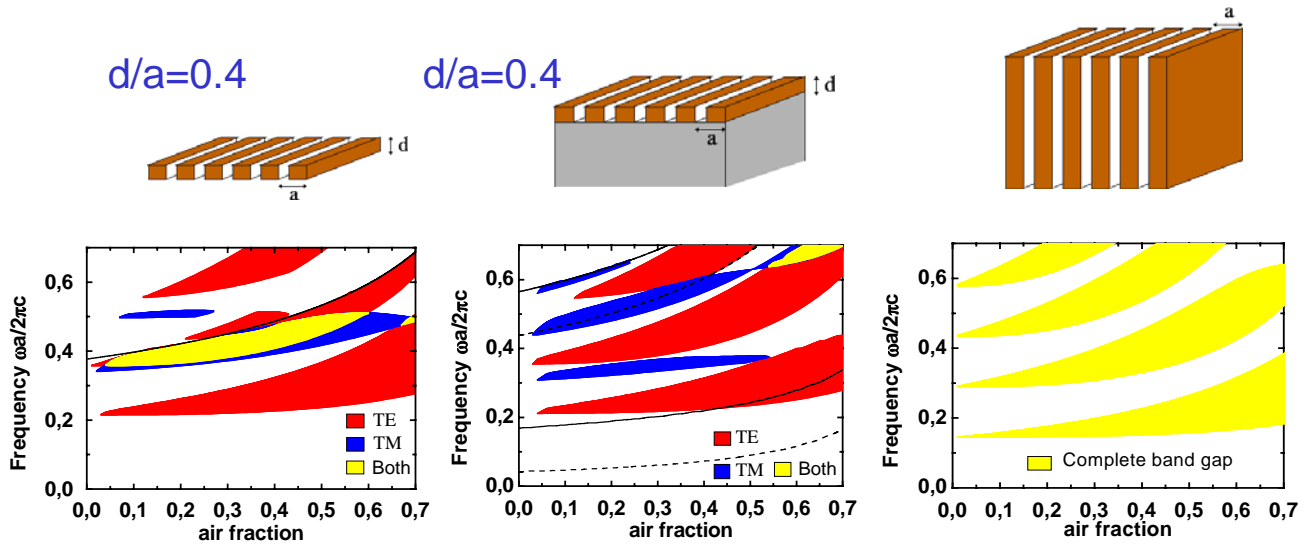 d/a=0.4
d
a
d/a=0.4
d
a
a
Frequency ωa/2πc
0,6
0,4
0,2
0,0
TE
TM
Both
0,0 0,1 0,2 0,3 0,4 0,5 0,6 0,7
air fraction
Frequency ωa/2πc
0,6
0,4
0,2
0,0
TE
TM Both
0,0 0,1 0,2 0,3 0,4 0,5 0,6 0,7
air fraction
Frequency ωa/2πc
0,6
0,4
0,2
0,0
Complete band gap
0,0 0,1 0,2 0,3 0,4 0,5 0,6 0,7
air fraction